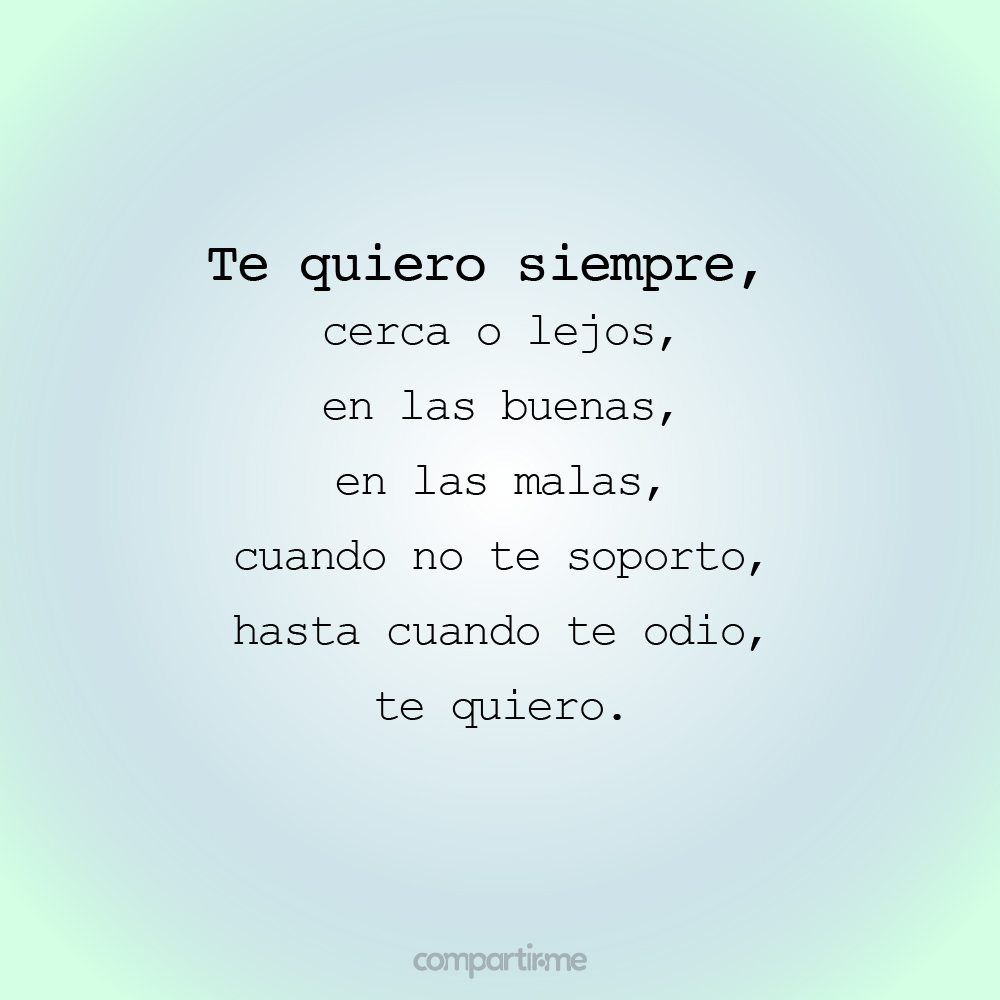 Te quiero siempre,
cerca o lejos,
en las buenas,
en las malas,
cuando no te soporto,
hasta cuando te odio,
te quiero.
compartir•me